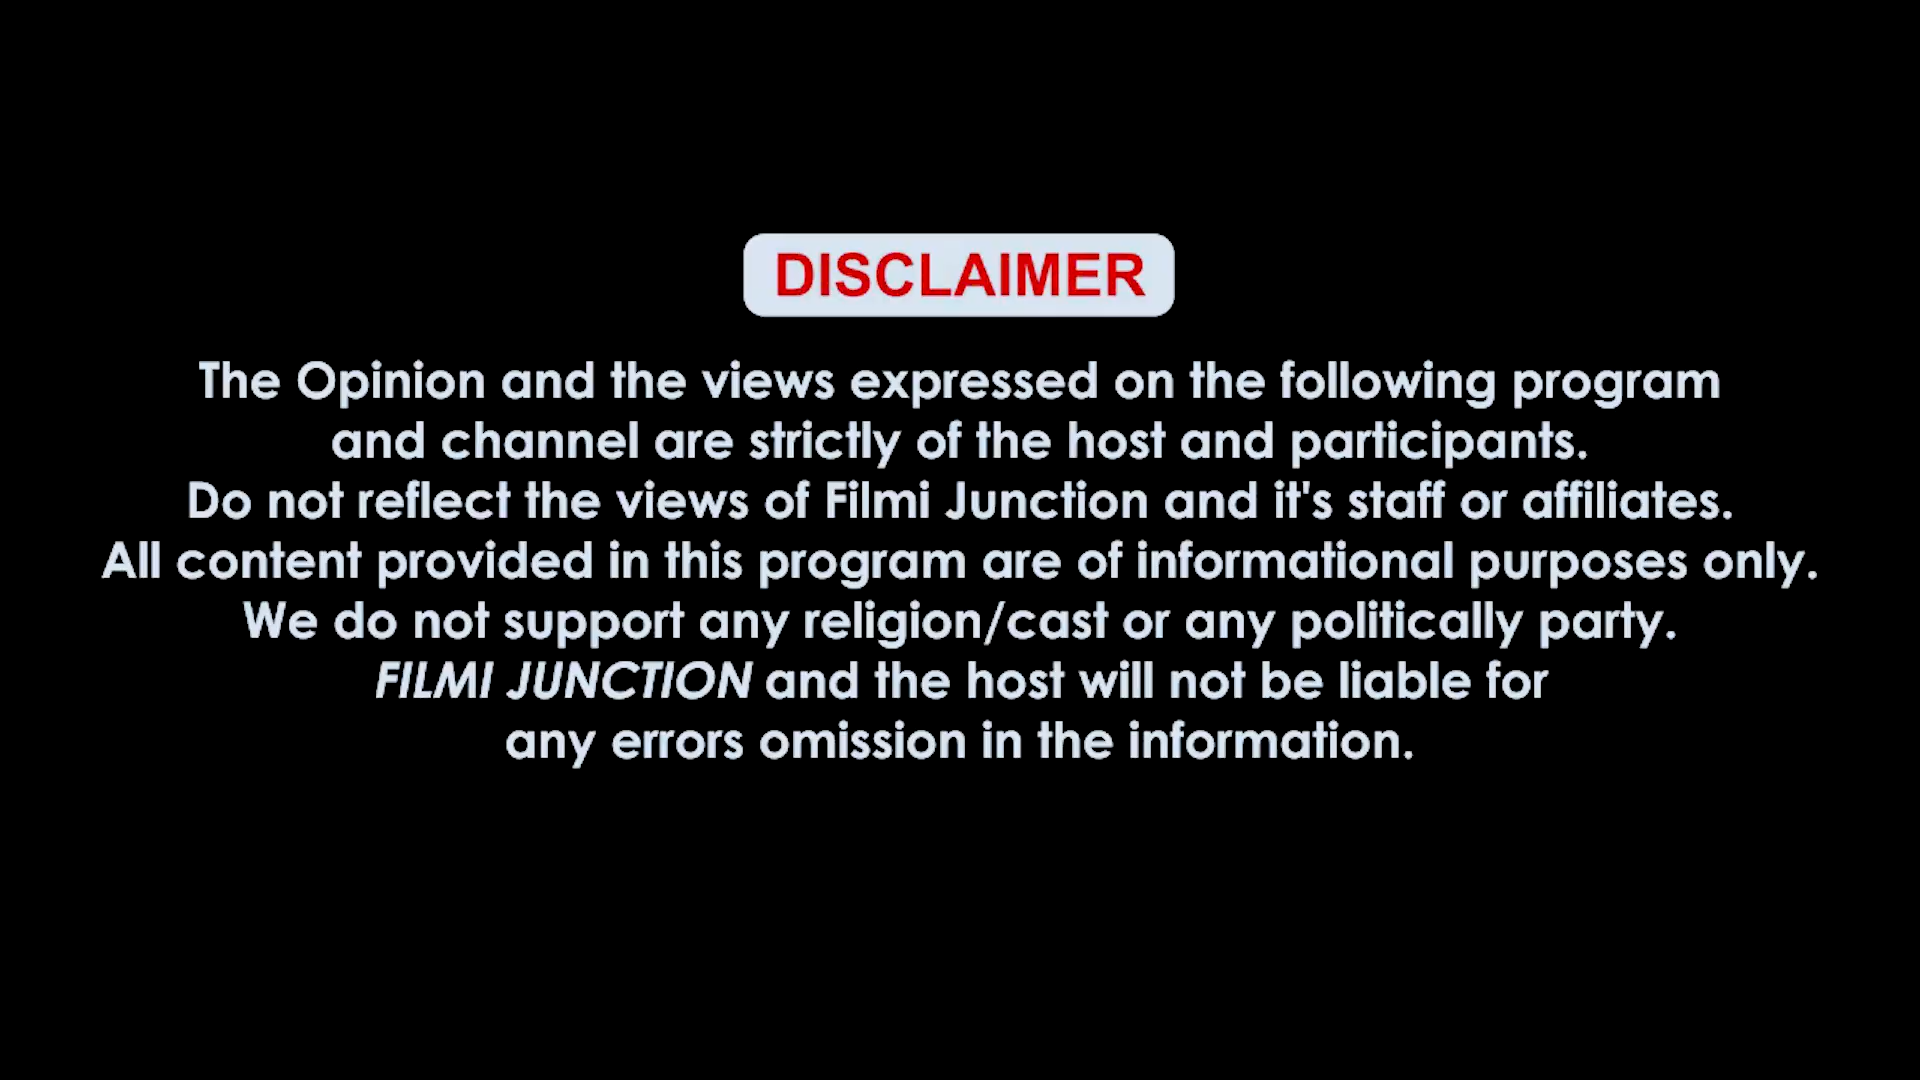 DISCLAIMER
The Opinion and the views expressed on the following program
and channel are strictly of the host and participants.
Do not reflect the views of Filmi Junction and it's staff or affiliates.
All content provided in this program are of informational purposes only.
We do not support any religion/cast or any politically party.
FILMI JUNCTION and the host will not be liable for
any errors omission in the information.